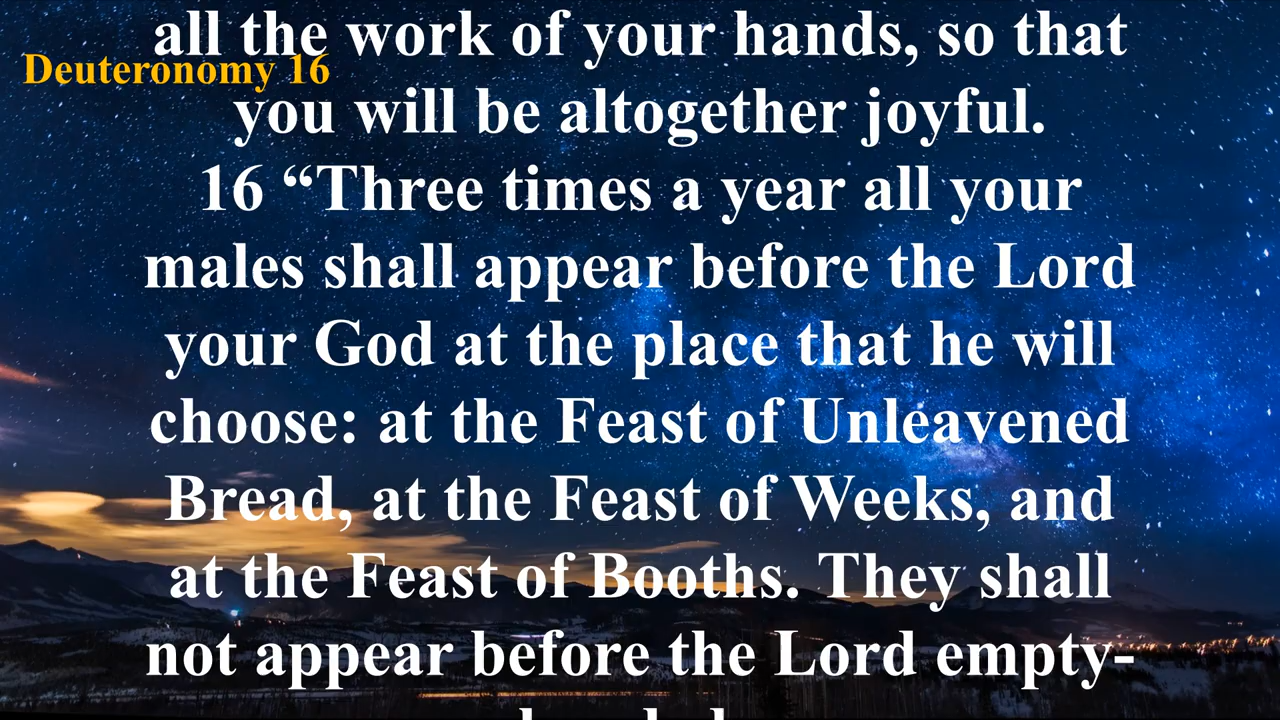 all the work of your hands, so that
Deuteronomy 16
you will be altogether joyful.
16 “Three times a year all your
males shall appear before the Lord
your God at the place that he will
choose: at the Feast of Unleavened
Bread, at the Feast of Weeks, and
at the Feast of Booths. They shall
not appear before the Lord empty-